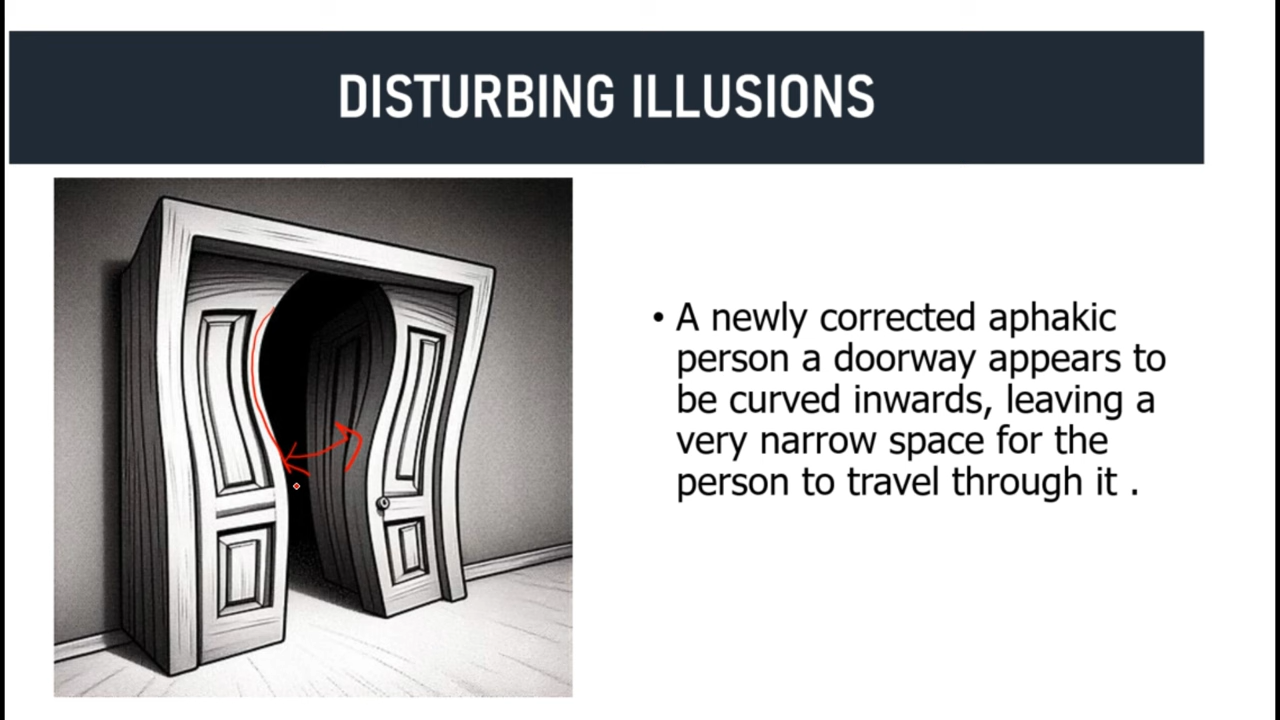 DISTURBING ILLUSIONS
• A newly corrected aphakic
person a doorway appears to
be curved inwards, leaving a
very narrow space for the
person to travel through it .